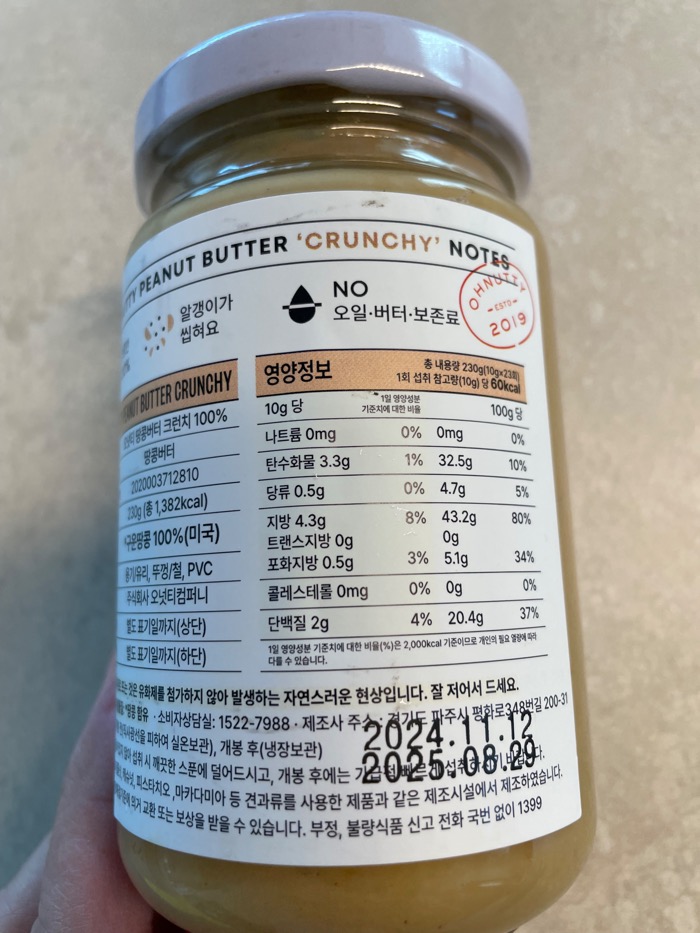 PEANUT BUTTER 'CRUNCHY' NOTES
알갱이가
씹혀요
NO
오일·버터·보존료
OHNUTTY
-ESTD-
2019
PEANUT BUTTER CRUNCHY
땅콩버터 크런치 100%
땅콩버터
2020003712810
230g (총 1,382kcal)
구운땅콩 100%(미국)
용기/유리, 뚜껑/철, PVC
주식회사 오넛티컴퍼니
별도 표기일까지(상단)
별도 표기일까지(하단)
영양정보
총 내용량 230g(10g×23회)
1회 섭취 참고량(10g) 당 60kcal
10g 당 1일 영양성분 기준치에 대한 비율 100g 당
나트륨 0mg 0% 0mg 0%
탄수화물 3.3g 1% 32.5g 10%
당류 0.5g 0% 4.7g 5%
지방 4.3g 8% 43.2g 80%
트랜스지방 0g 0g
포화지방 0.5g 3% 5.1g 34%
콜레스테롤 0mg 0% 0g 0%
단백질 2g 4% 20.4g 37%
1일 영양성분 기준치에 대한 비율(%)은 2,000kcal 기준이므로 개인의 필요 열량에 따라
다를 수 있습니다.
것은 유화제를 첨가하지 않아 발생하는 자연스러운 현상입니다. 잘 저어서 드세요.
땅콩 함유 · 소비자상담실: 1522-7988 · 제조사 주소: 경기도 파주시 평화로348번길 200-31
피하여 실온보관), 개봉 후(냉장보관)
2024.11.12
섭취 시 깨끗한 스푼에 덜어드시고, 개봉 후에는
2025.08.29
피스타치오, 마카다미아 등 견과류를 사용한 제품과 같은 제조시설에서 제조하였습니다.
의거 교환 또는 보상을 받을 수 있습니다. 부정, 불량식품 신고 전화 국번 없이 1399